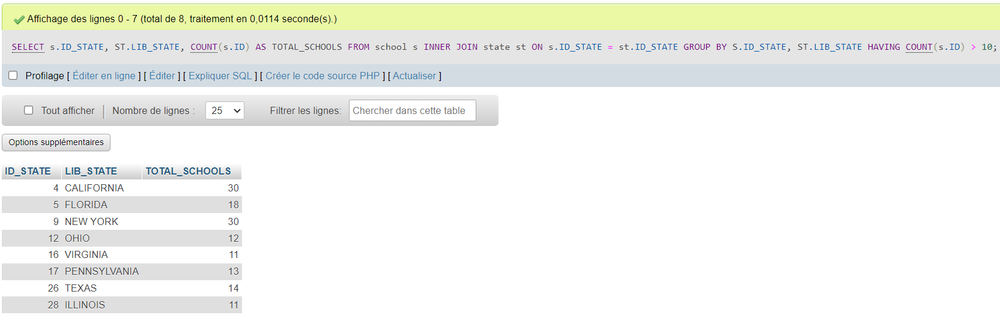 Affichage des lignes 0 - 7 (total de 8, traitement en 0,0114 seconde(s).)
SELECT s.ID_STATE, ST.LIB_STATE, COUNT(s.ID) AS TOTAL_SCHOOLS FROM school s INNER JOIN state st ON s.ID_STATE = st.ID_STATE GROUP BY S.ID_STATE, ST.LIB_STATE HAVING COUNT(s.ID) > 10;
Profilage [ Éditer en ligne ] [ Éditer ] [ Expliquer SQL ] [ Créer le code source PHP ] [ Actualiser ]
Tout afficher Nombre de lignes : 25 Filtrer les lignes: Chercher dans cette table
Options supplémentaires
ID_STATE LIB_STATE TOTAL_SCHOOLS
4 CALIFORNIA 30
5 FLORIDA 18
9 NEW YORK 30
12 OHIO 12
16 VIRGINIA 11
17 PENNSYLVANIA 13
26 TEXAS 14
28 ILLINOIS 11